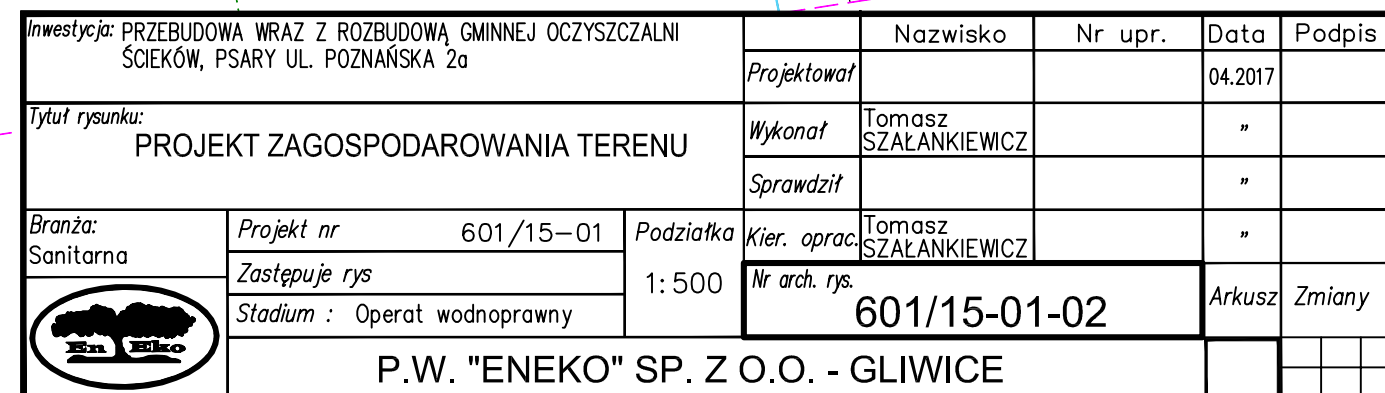 Inwestycja: PRZEBUDOWA WRAZ Z ROZBUDOWĄ GMINNEJ OCZYSZCZALNI
ŚCIEKÓW, PSARY UL. POZNAŃSKA 2a
Nazwisko Nr upr. Data Podpis
Projektował 04.2017
Tytuł rysunku:
PROJEKT ZAGOSPODAROWANIA TERENU
Wykonał Tomasz
SZAŁANKIEWICZ "
Sprawdził "
Branża:
Sanitarna
Projekt nr 601/15-01
Podziałka
1:500
Kier. oprac. Tomasz
SZAŁANKIEWICZ "
Zastępuje rys
Stadium : Operat wodnoprawny
Nr arch. rys.
601/15-01-02
Arkusz Zmiany
En Eko
P.W. "ENEKO" SP. Z O.O. - GLIWICE